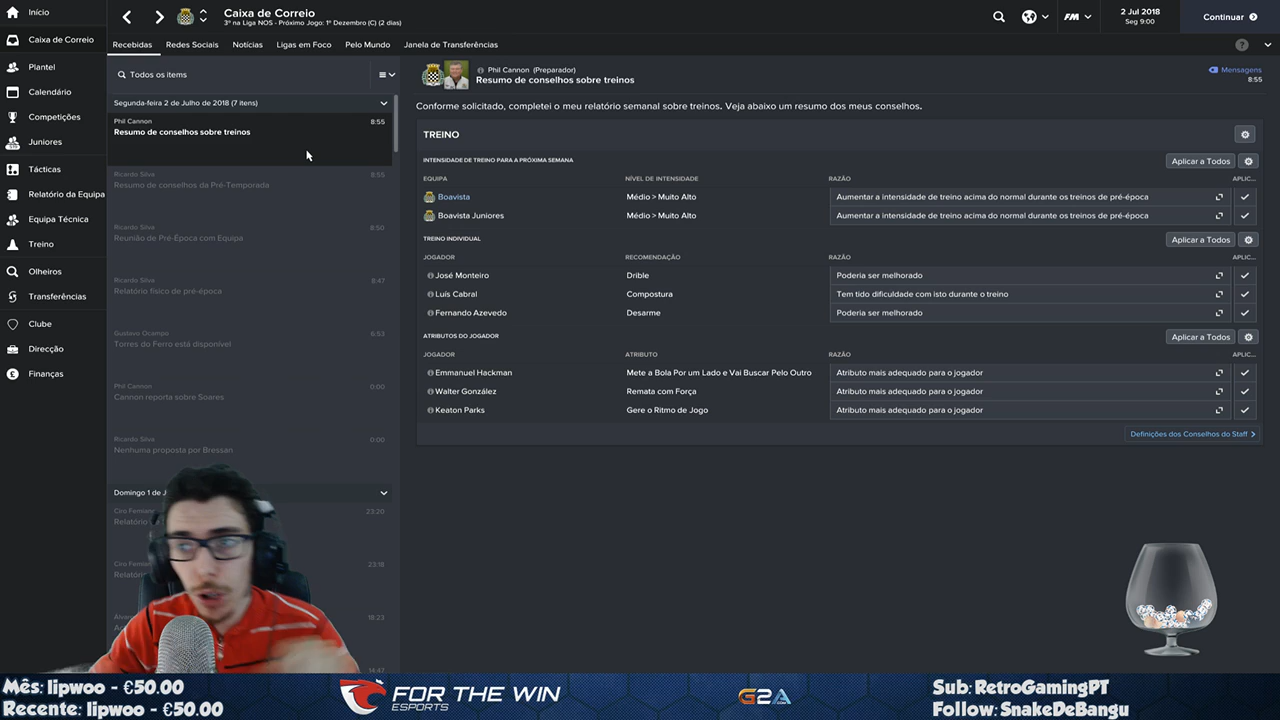 Início
Caixa de Correio
Plantel
Calendário
Competições
Juniores
Tácticas
Relatório da Equipa
Equipa Técnica
Treino
Olheiros
Transferências
Clube
Direcção
Finanças
Caixa de Correio
3º na Liga NOS - Próximo Jogo: 1º Dezembro (C) (2 dias)
FM
2 Jul 2018
Seg 9:00
Continuar
Recebidas
Redes Sociais
Notícias
Ligas em Foco
Pelo Mundo
Janela de Transferências
Todos os items
Segunda-feira 2 de Julho de 2018 (7 itens)
Phil Cannon 8:55
Resumo de conselhos sobre treinos
Ricardo Silva 8:55
Resumo de conselhos da Pré-Temporada
Ricardo Silva 8:50
Reunião de Pré-Época com Equipa
Ricardo Silva 8:47
Relatório físico de pré-época
Gustavo Ocampo 6:53
Torres do Ferro está disponível
Phil Cannon 0:00
Cannon reporta sobre Soares
Ricardo Silva 0:00
Nenhuma proposta por Bressan
Domingo 1 de J
23:20
23:18
18:23
14:47
Phil Cannon (Preparador)
Resumo de conselhos sobre treinos
Mensagens
8:55
Conforme solicitado, completei o meu relatório semanal sobre treinos. Veja abaixo um resumo dos meus conselhos.
TREINO
INTENSIDADE DE TREINO PARA A PRÓXIMA SEMANA Aplicar a Todos
EQUIPA NÍVEL DE INTENSIDADE RAZÃO APLIC...
Boavista Médio > Muito Alto Aumentar a intensidade de treino acima do normal durante os treinos de pré-época
Boavista Juniores Médio > Muito Alto Aumentar a intensidade de treino acima do normal durante os treinos de pré-época
TREINO INDIVIDUAL Aplicar a Todos
JOGADOR RECOMENDAÇÃO RAZÃO APLIC...
José Monteiro Drible Poderia ser melhorado
Luís Cabral Compostura Tem tido dificuldade com isto durante o treino
Fernando Azevedo Desarme Poderia ser melhorado
ATRIBUTOS DO JOGADOR Aplicar a Todos
JOGADOR ATRIBUTO RAZÃO APLIC...
Emmanuel Hackman Mete a Bola Por um Lado e Vai Buscar Pelo Outro Atributo mais adequado para o jogador
Walter González Remata com Força Atributo mais adequado para o jogador
Keaton Parks Gere o Ritmo de Jogo Atributo mais adequado para o jogador
Definições dos Conselhos do Staff
Mês: lipwoo - €50.00
Recente: lipwoo - €50.00
FOR THE WIN
ESPORTS
G2A.COM
Sub: RetroGamingPT
Follow: SnakeDeBangu